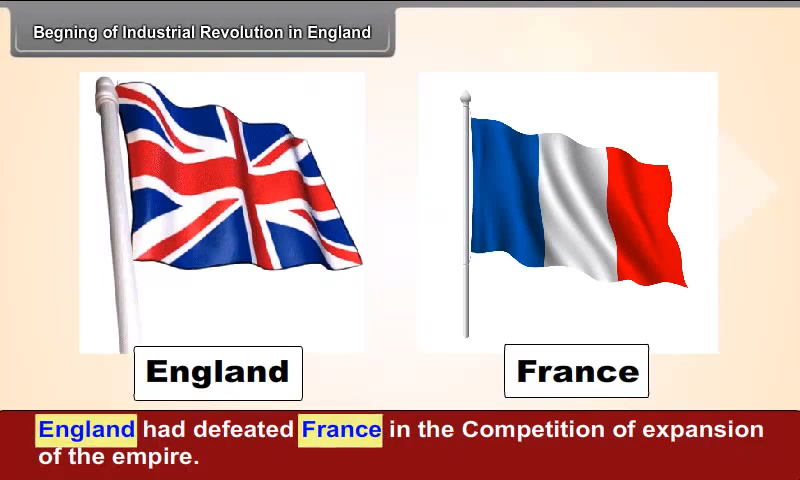 Begning of Industrial Revolution in England
England
France
England had defeated France in the Competition of expansion
of the empire.